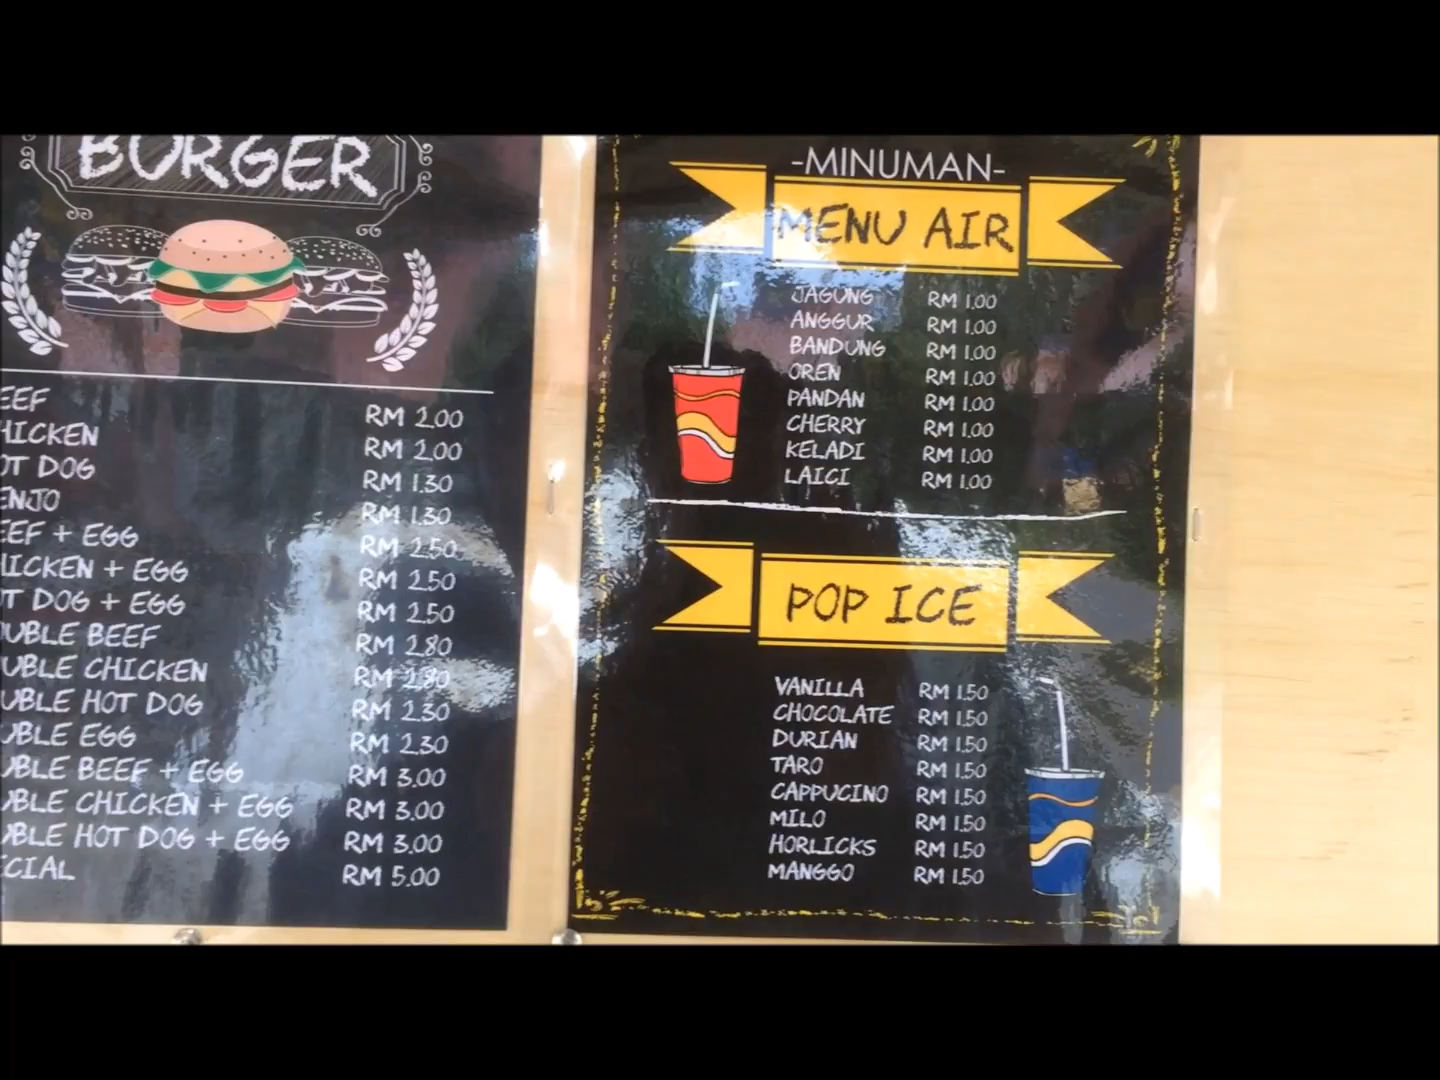 BURGER
EEF RM 2.00
HICKEN RM 2.00
OT DOG RM 1.30
ENJO RM 1.30
EEF + EGG RM 2.50
HICKEN + EGG RM 2.50
OT DOG + EGG RM 2.50
OUBLE BEEF RM 2.80
UBLE CHICKEN RM 2.80
UBLE HOT DOG RM 2.30
UBLE EGG RM 2.30
UBLE BEEF + EGG RM 3.00
UBLE CHICKEN + EGG RM 3.00
UBLE HOT DOG + EGG RM 3.00
ECIAL RM 5.00
-MINUMAN-
MENU AIR
JAGUNG RM 1.00
ANGGUR RM 1.00
BANDUNG RM 1.00
OREN RM 1.00
PANDAN RM 1.00
CHERRY RM 1.00
KELADI RM 1.00
LAICI RM 1.00
POP ICE
VANILLA RM 1.50
CHOCOLATE RM 1.50
DURIAN RM 1.50
TARO RM 1.50
CAPPUCINO RM 1.50
MILO RM 1.50
HORLICKS RM 1.50
MANGGO RM 1.50